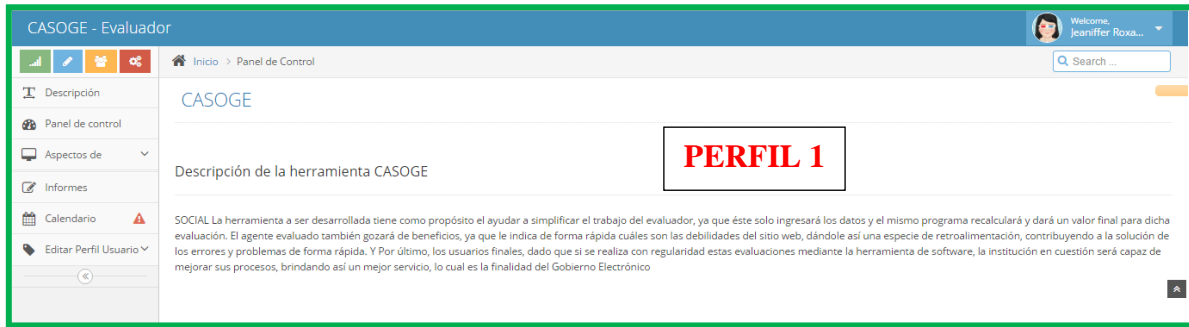 CASOGE - Evaluador
Welcome,
Jeaniffer Roxa...
Inicio > Panel de Control
Search ...
Descripción
Panel de control
Aspectos de
Informes
Calendario
Editar Perfil Usuario
CASOGE
PERFIL 1
Descripción de la herramienta CASOGE
SOCIAL La herramienta a ser desarrollada tiene como propósito el ayudar a simplificar el trabajo del evaluador, ya que éste solo ingresará los datos y el mismo programa recalculará y dará un valor final para dicha
evaluación. El agente evaluado también gozará de beneficios, ya que le indica de forma rápida cuáles son las debilidades del sitio web, dándole así una especie de retroalimentación, contribuyendo a la solución de
los errores y problemas de forma rápida. Y Por último, los usuarios finales, dado que si se realiza con regularidad estas evaluaciones mediante la herramienta de software, la institución en cuestión será capaz de
mejorar sus procesos, brindando así un mejor servicio, lo cual es la finalidad del Gobierno Electrónico